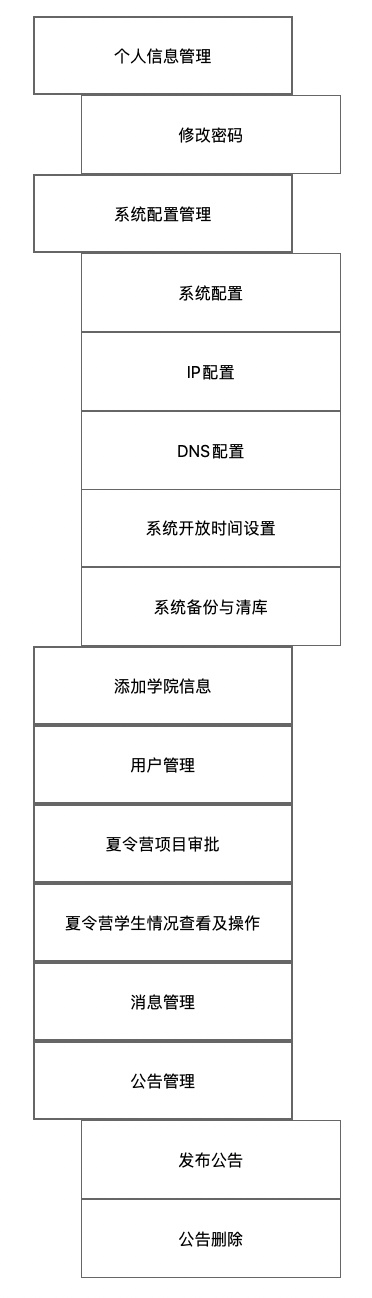 个人信息管理
修改密码
系统配置管理
系统配置
IP配置
DNS配置
系统开放时间设置
系统备份与清库
添加学院信息
用户管理
夏令营项目审批
夏令营学生情况查看及操作
消息管理
公告管理
发布公告
公告删除